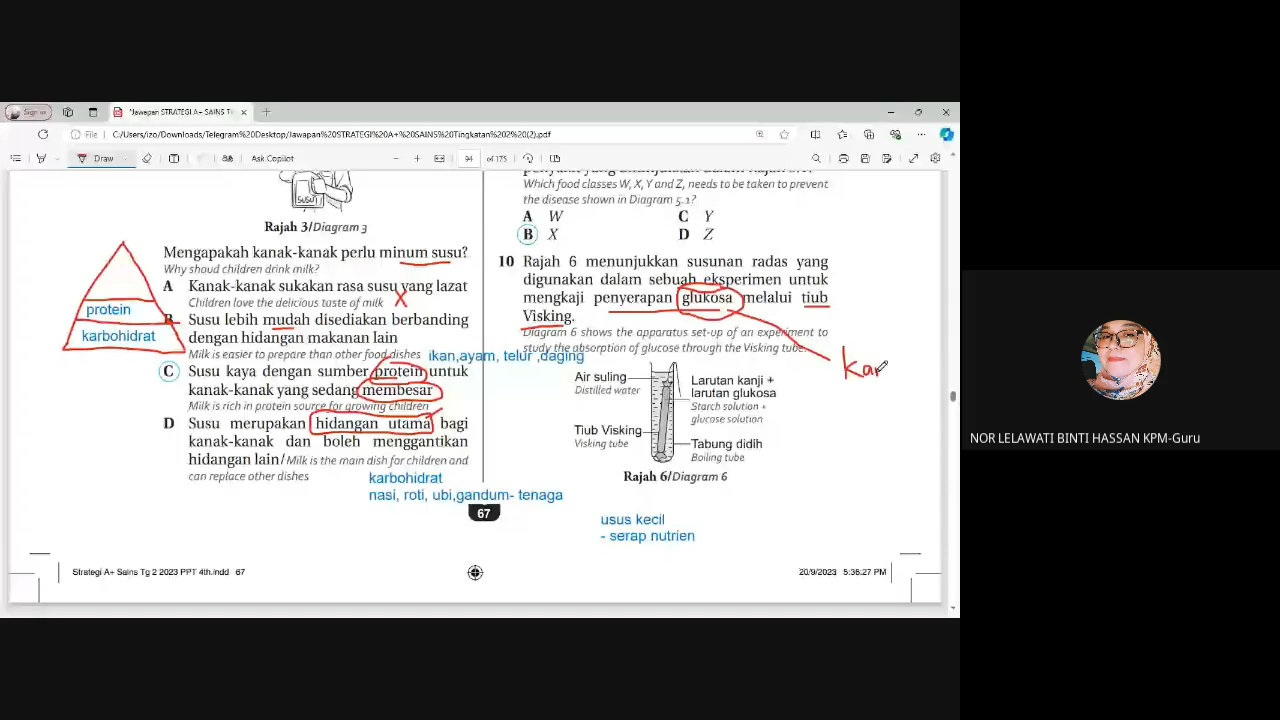 Sign in
*Jawapan STRATEGI A+ SAINS Ti
File
C:/Users/izo/Downloads/Telegram%20Desktop/Jawapan%20STRATEGI%20A+%20SAINS%20Tingkatan%202%20(2).pdf
Draw
Ask Copilot
94 of 175
SUSU
Rajah 3/Diagram 3
Mengapakah kanak-kanak perlu minum susu?
Why shoud children drink milk?
A Kanak-kanak sukakan rasa susu yang lazat
Children love the delicious taste of milk
X
B Susu lebih mudah disediakan berbanding
dengan hidangan makanan lain
Milk is easier to prepare than other food dishes
C Susu kaya dengan sumber protein untuk
kanak-kanak yang sedang membesar
Milk is rich in protein source for growing children
D Susu merupakan hidangan utama bagi
kanak-kanak dan boleh menggantikan
hidangan lain/Milk is the main dish for children and
can replace other dishes
protein
karbohidrat
ikan,ayam, telur ,daging
karbohidrat
nasi, roti, ubi,gandum- tenaga
67
Which food classes W, X, Y and Z, needs to be taken to prevent
the disease shown in Diagram 5.1?
A W C Y
B X D Z
10 Rajah 6 menunjukkan susunan radas yang
digunakan dalam sebuah eksperimen untuk
mengkaji penyerapan glukosa melalui tiub
Visking.
Diagram 6 shows the apparatus set-up of an experiment to
study the absorption of glucose through the Visking tube.
Kar
Air suling
Distilled water
Larutan kanji +
larutan glukosa
Starch solution +
glucose solution
Tiub Visking
Visking tube
Tabung didih
Boiling tube
Rajah 6/Diagram 6
usus kecil
- serap nutrien
Strategi A+ Sains Tg 2 2023 PPT 4th.indd 67
20/9/2023 5:36:27 PM
NOR LELAWATI BINTI HASSAN KPM-Guru